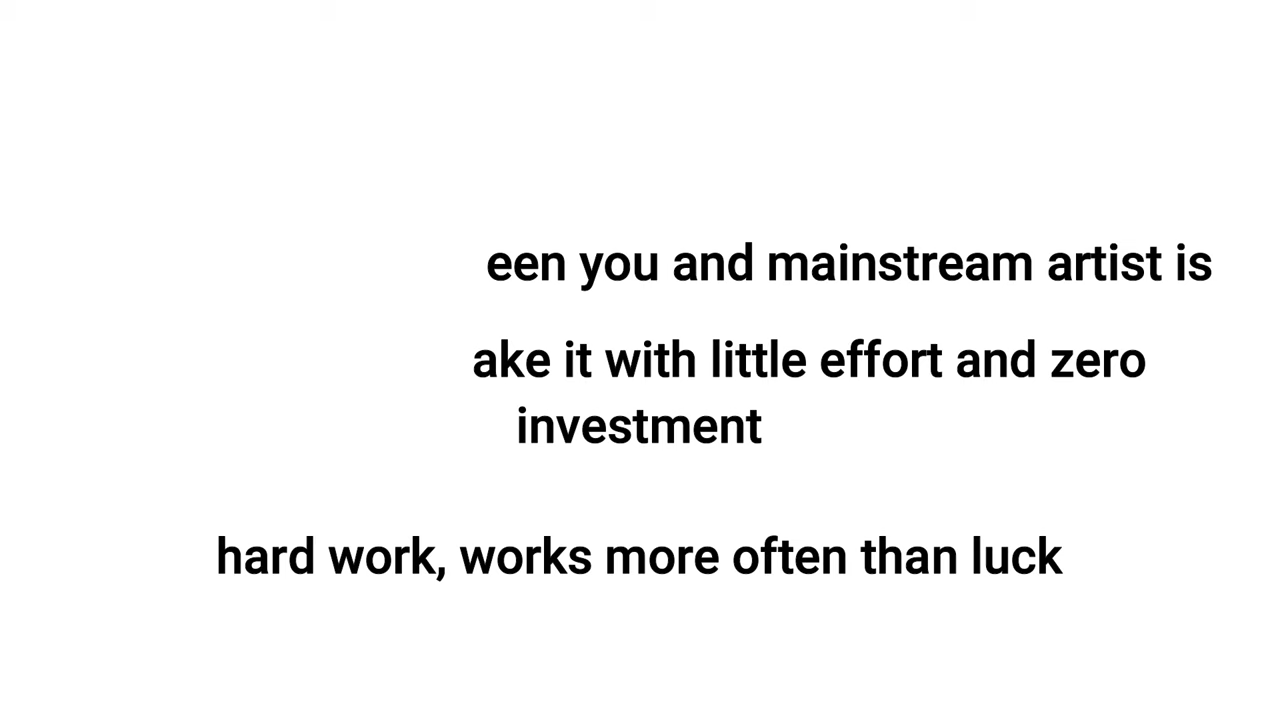 een you and mainstream artist is
ake it with little effort and zero
investment
hard work, works more often than luck